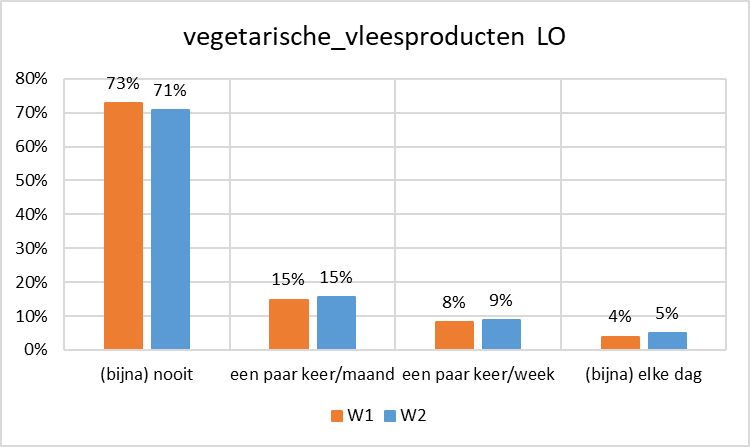 vegetarische_vleesproducten LO
80%
70%
60%
50%
40%
30%
20%
10%
0%
73%
71%
15%
15%
8%
9%
4%
5%
(bijna) nooit
een paar keer/maand
een paar keer/week
(bijna) elke dag
W1
W2